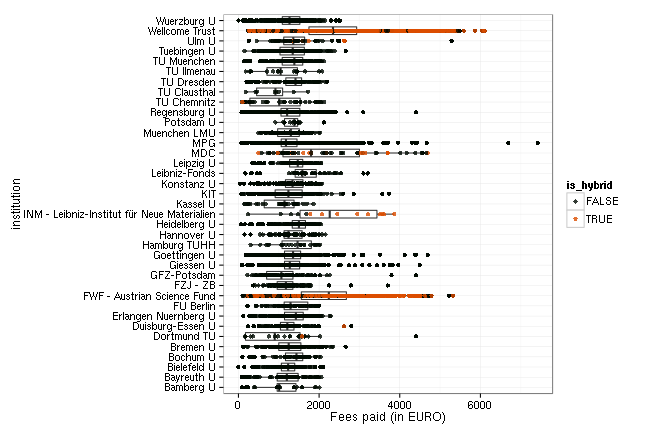 Wuerzburg U
Wellcome Trust
Ulm U
Tuebingen U
TU Muenchen
TU Ilmenau
TU Dresden
TU Clausthal
TU Chemnitz
Regensburg U
Potsdam U
Muenchen LMU
MPG
MDC
Leipzig U
Leibniz-Fonds
Konstanz U
KIT
Kassel U
INM - Leibniz-Institut für Neue Materialien
Heidelberg U
Hannover U
Hamburg TUHH
Goettingen U
Giessen U
GFZ-Potsdam
FZJ - ZB
FWF - Austrian Science Fund
FU Berlin
Erlangen Nuernberg U
Duisburg-Essen U
Dortmund TU
Bremen U
Bochum U
Bielefeld U
Bayreuth U
Bamberg U
institution
0 2000 4000 6000
Fees paid (in EURO)
is_hybrid
FALSE
TRUE